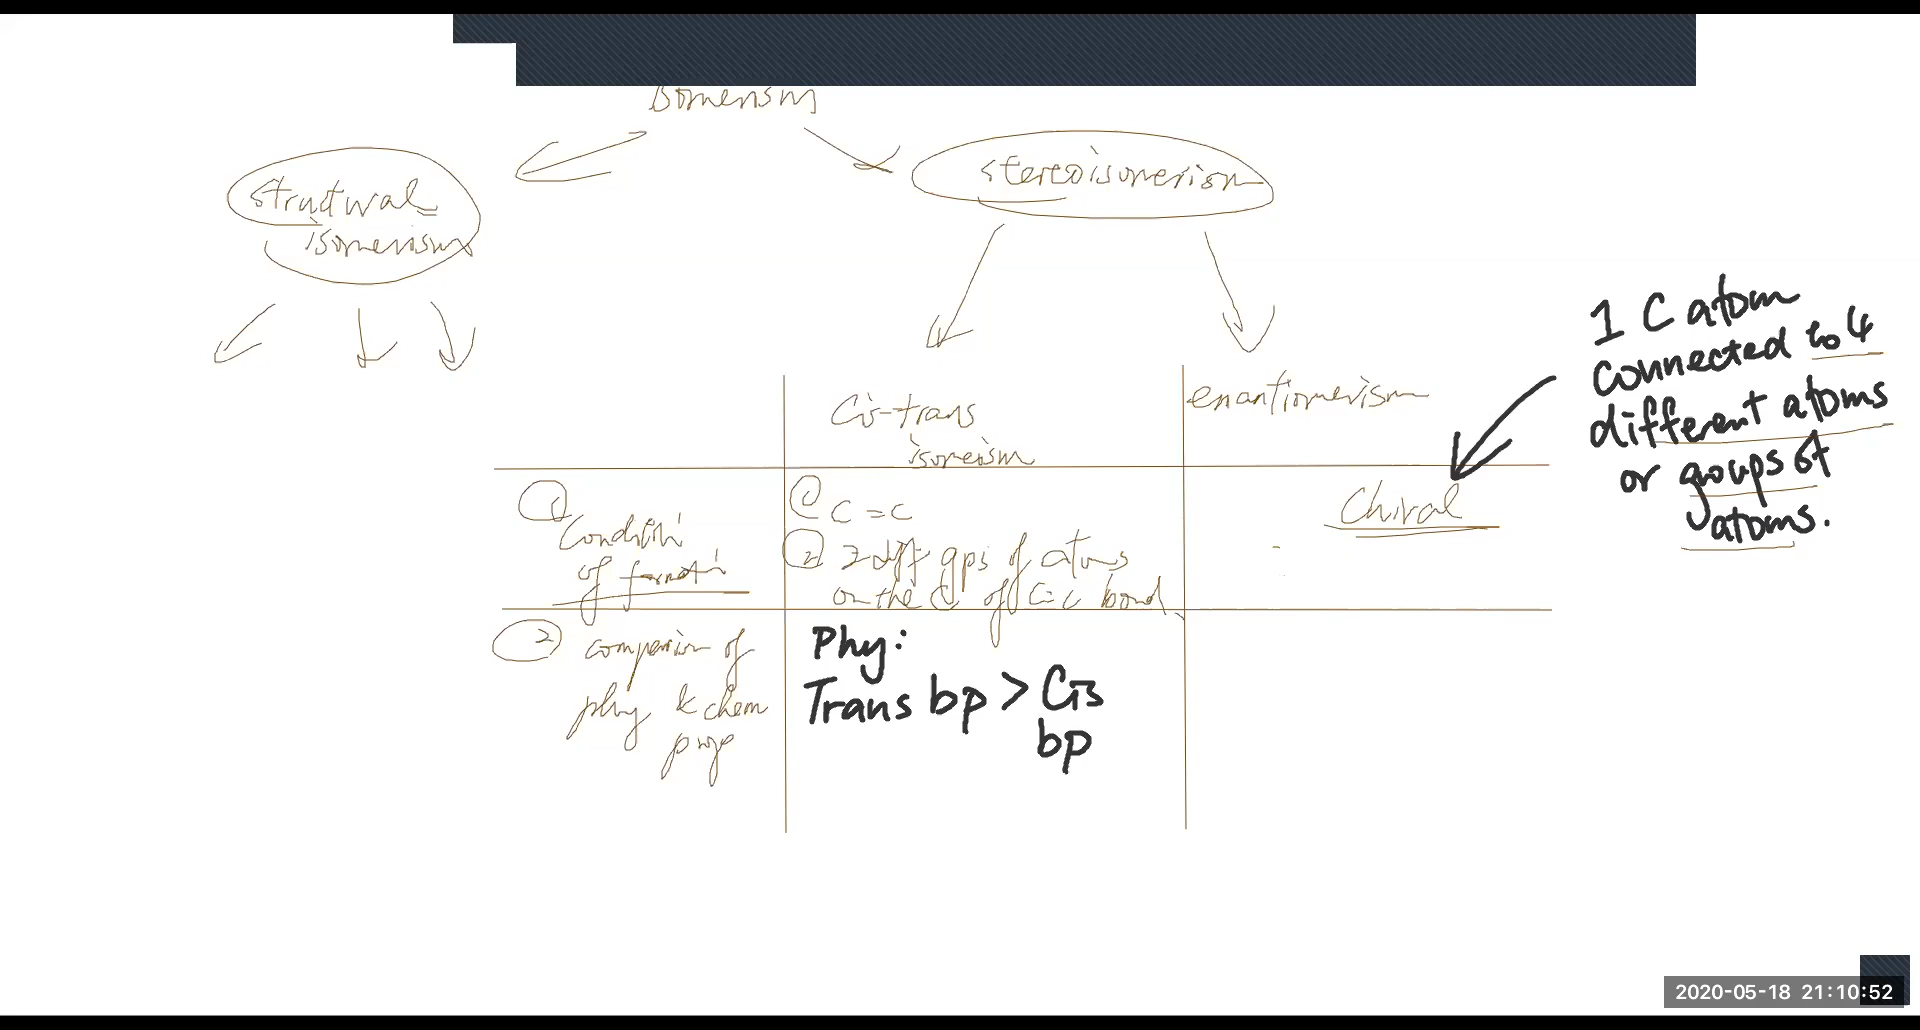 isomerism
structural
isomerism
stereoisomerism
cis-trans
isomeism
enantiomerism
1 C atom
connected to 4
different atoms
or groups of
atoms.
①
Condition
of formation
① C = C
② 2 diff gps of atoms
on the C of C=C bond.
Chiral
② comparison of
phy & chem
prop
Phy:
Trans bp > Cis
bp
2020-05-18 21:10:52